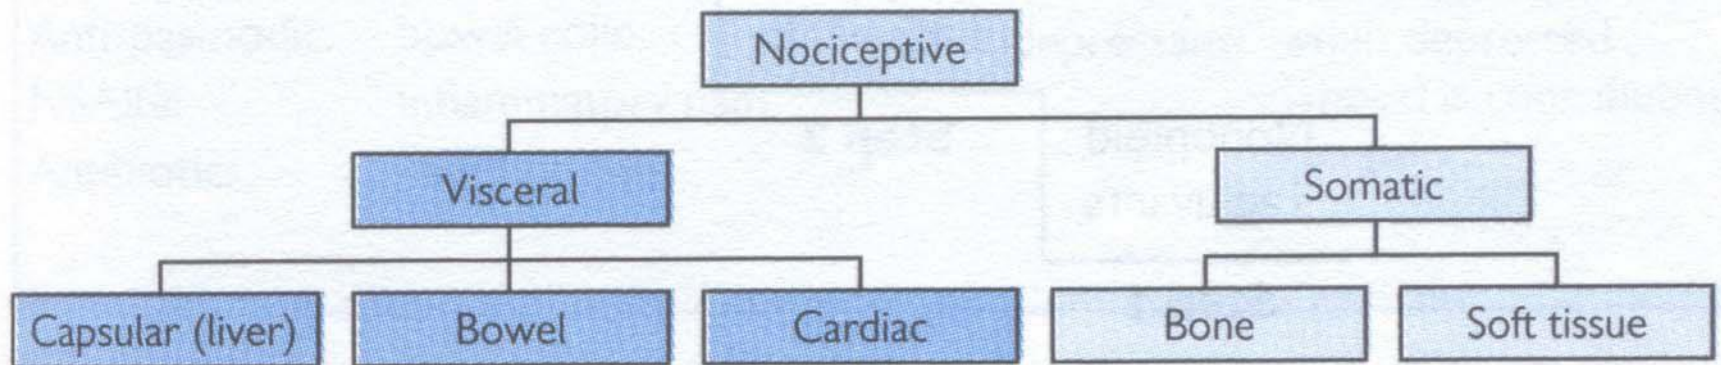 Nociceptive
Visceral
Somatic
Capsular (liver)
Bowel
Cardiac
Bone
Soft tissue